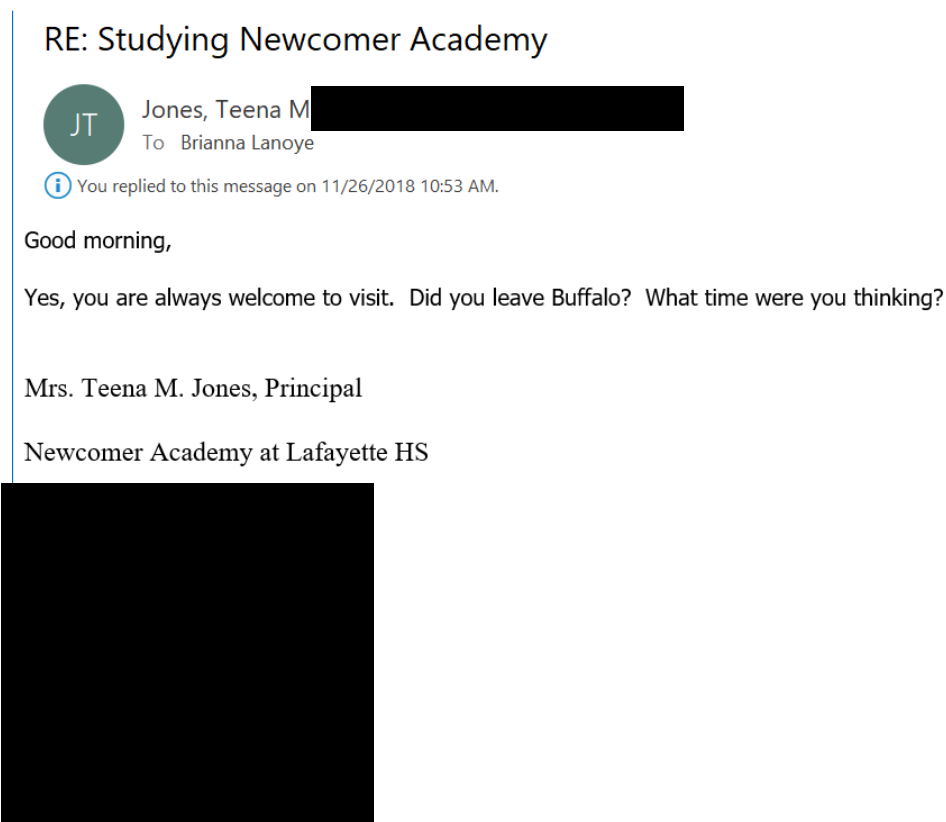 RE: Studying Newcomer Academy
JT
Jones, Teena M
To Brianna Lanoye
You replied to this message on 11/26/2018 10:53 AM.
Good morning,
Yes, you are always welcome to visit. Did you leave Buffalo? What time were you thinking?
Mrs. Teena M. Jones, Principal
Newcomer Academy at Lafayette HS